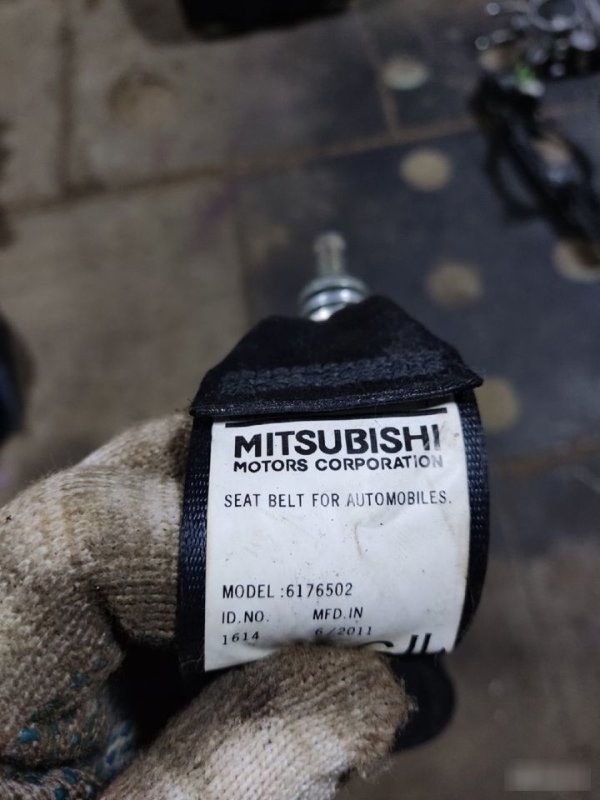 MITSUBISHI
MOTORS CORPORATION
SEAT BELT FOR AUTOMOBILES.
MODEL :6176502
ID.NO. MFD.IN
1614 6/2011